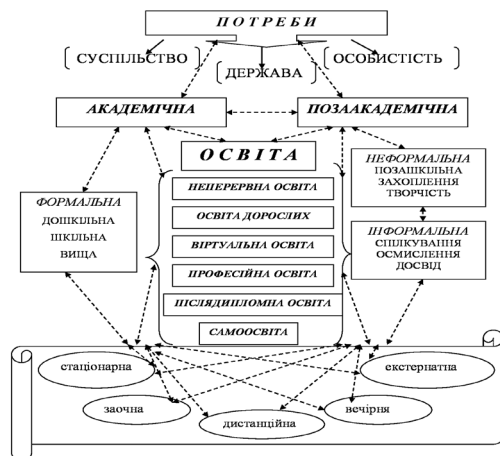 ПОТРЕБИ
СУСПІЛЬСТВО
ДЕРЖАВА
ОСОБИСТІСТЬ
АКАДЕМІЧНА
ПОЗААКАДЕМІЧНА
ОСВІТА
НЕПЕРЕРВНА ОСВІТА
ОСВІТА ДОРОСЛИХ
ВІРТУАЛЬНА ОСВІТА
ПРОФЕСІЙНА ОСВІТА
ПІСЛЯДИПЛОМНА ОСВІТА
САМООСВІТА
ФОРМАЛЬНА
ДОШКІЛЬНА
ШКІЛЬНА
ВИЩА
НЕФОРМАЛЬНА
ПОЗАШКІЛЬНА
ЗАХОПЛЕННЯ
ТВОРЧІСТЬ
ІНФОРМАЛЬНА
СПІЛКУВАННЯ
ОСМИСЛЕННЯ
ДОСВІД
стаціонарна
екстернатна
заочна
вечірня
дистанційна